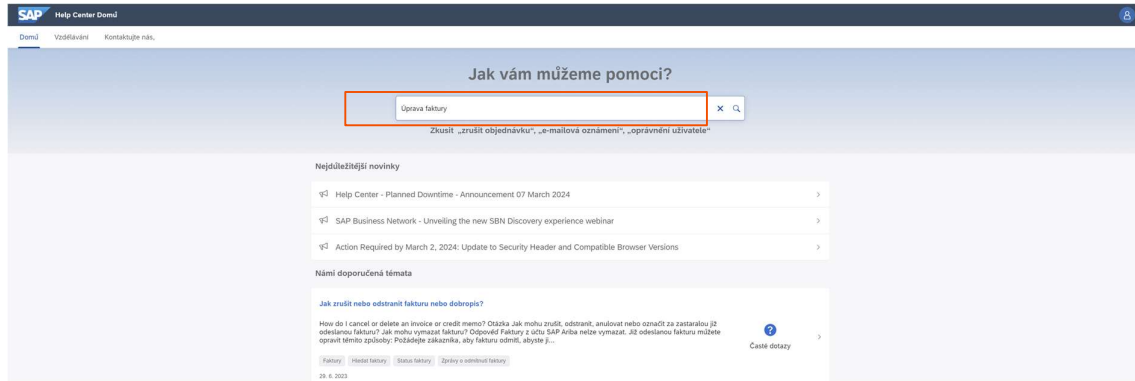 SAP Help Center Domů
Domů Vzdělávání Kontaktujte nás.
Jak vám můžeme pomoci?
Úprava faktury
Zkusit „zrušit objednávku“, „e-mailová oznámení“, „oprávnění uživatele“
Nejdůležitější novinky
Help Center - Planned Downtime - Announcement 07 March 2024
SAP Business Network - Unveiling the new SBN Discovery experience webinar
Action Required by March 2, 2024: Update to Security Header and Compatible Browser Versions
Námi doporučená témata
Jak zrušit nebo odstranit fakturu nebo dobropis?
How do I cancel or delete an invoice or credit memo? Otázka Jak mohu zrušit, odstranit, anulovat nebo označit za zastaralou již
odeslanou fakturu? Jak mohu vymazat fakturu? Odpověď Faktury z účtu SAP Ariba nelze vymazat. Již odeslanou fakturu můžete
opravit těmito způsoby: Požádejte zákazníka, aby fakturu odmítl, abyste ji...
Časté dotazy
Faktury Hledat faktury Status faktury Zprávy o odmítnutí faktury
29. 6. 2023